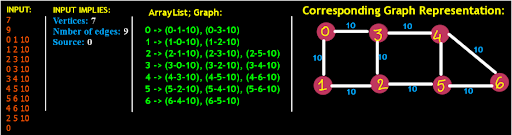 INPUT:
7
9
0 1 10
1 2 10
2 3 10
0 3 10
3 4 10
4 5 10
5 6 10
4 6 10
2 5 10
0
INPUT IMPLIES:
Vertices: 7
Nmber of edges: 9
Source: 0
ArrayList; Graph:
0 -> (0-1-10), (0-3-10)
1 -> (1-0-10), (1-2-10)
2 -> (2-1-10), (2-3-10), (2-5-10)
3 -> (3-0-10), (3-2-10), (3-4-10)
4 -> (4-3-10), (4-5-10), (4-6-10)
5 -> (5-2-10), (5-4-10), (5-6-10)
6 -> (6-4-10), (6-5-10)
Corresponding Graph Representation:
10 10
0 3 4
10 10 10 10
1 2 5 6
10 10 10